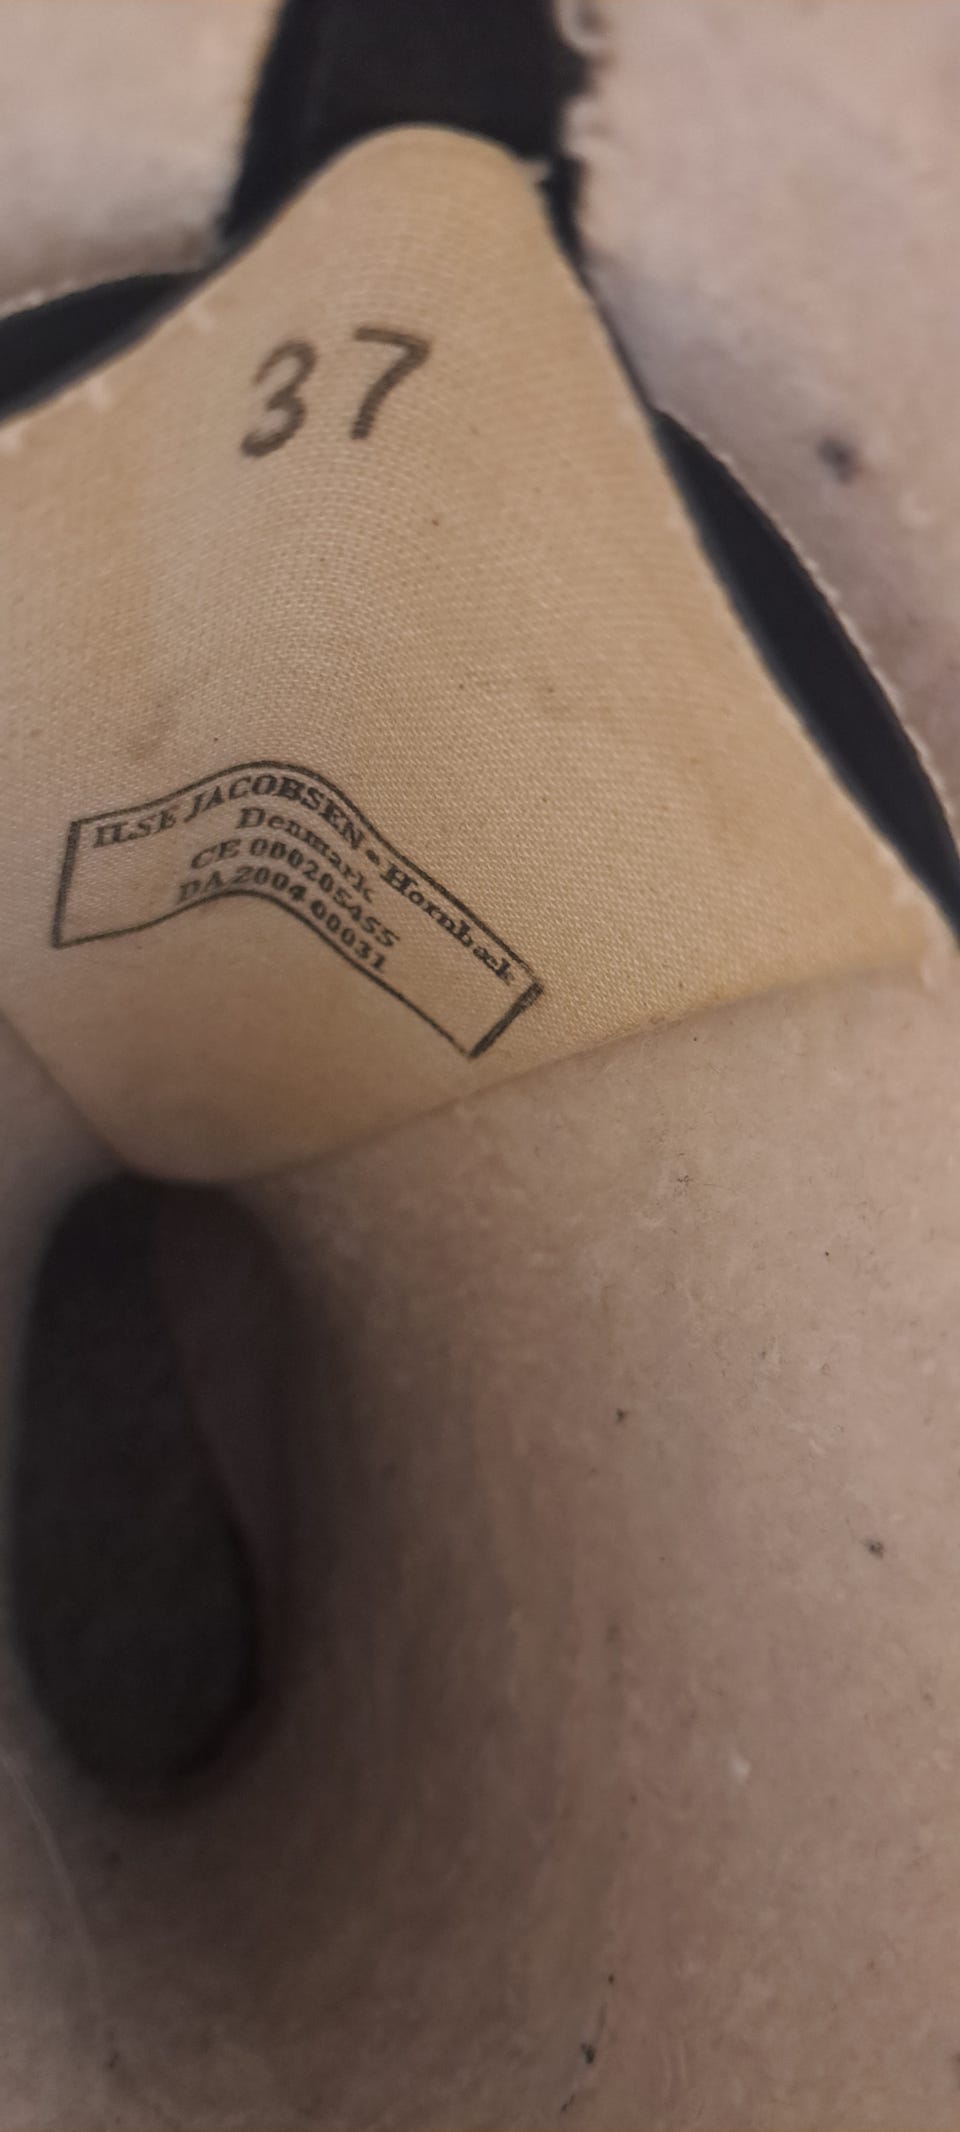 37
ILSE JACOBSEN - Hornbæk
Denmark
CE 000205455
DA 2004 00031